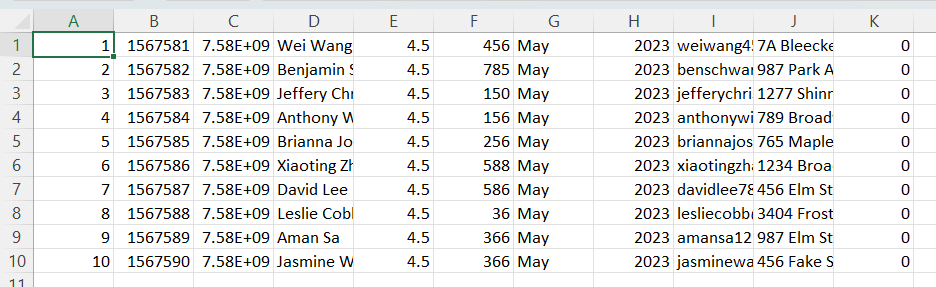 A B C D E F G H I J K
1 1 1567581 7.58E+09 Wei Wang 4.5 456 May 2023 weiwang4 7A Bleecke 0
2 2 1567582 7.58E+09 Benjamin S 4.5 785 May 2023 benschwar 987 Park A 0
3 3 1567583 7.58E+09 Jeffery Chr 4.5 150 May 2023 jefferychri 1277 Shinn 0
4 4 1567584 7.58E+09 Anthony W 4.5 156 May 2023 anthonywi 789 Broad 0
5 5 1567585 7.58E+09 Brianna Jo 4.5 256 May 2023 briannajos 765 Maple 0
6 6 1567586 7.58E+09 Xiaoting Zh 4.5 588 May 2023 xiaotingzh 1234 Broa 0
7 7 1567587 7.58E+09 David Lee 4.5 586 May 2023 davidlee78 456 Elm St 0
8 8 1567588 7.58E+09 Leslie Cobb 4.5 36 May 2023 lesliecobb 3404 Frost 0
9 9 1567589 7.58E+09 Aman Sa 4.5 366 May 2023 amansa12 987 Elm St 0
10 10 1567590 7.58E+09 Jasmine W 4.5 366 May 2023 jasminewa 456 Fake S 0
11